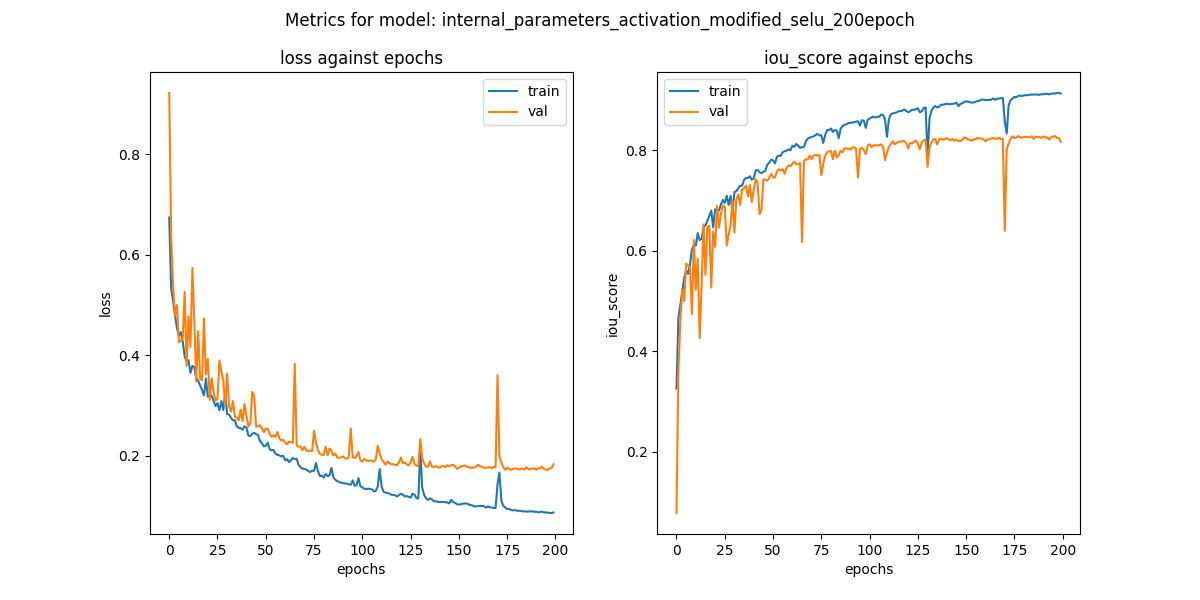 Metrics for model: internal_parameters_activation_modified_selu_200epoch
loss against epochs
train
val
0.8
0.6
0.4
0.2
loss
0 25 50 75 100 125 150 175 200
epochs
iou_score against epochs
train
val
0.8
0.6
0.4
0.2
iou_score
0 25 50 75 100 125 150 175 200
epochs